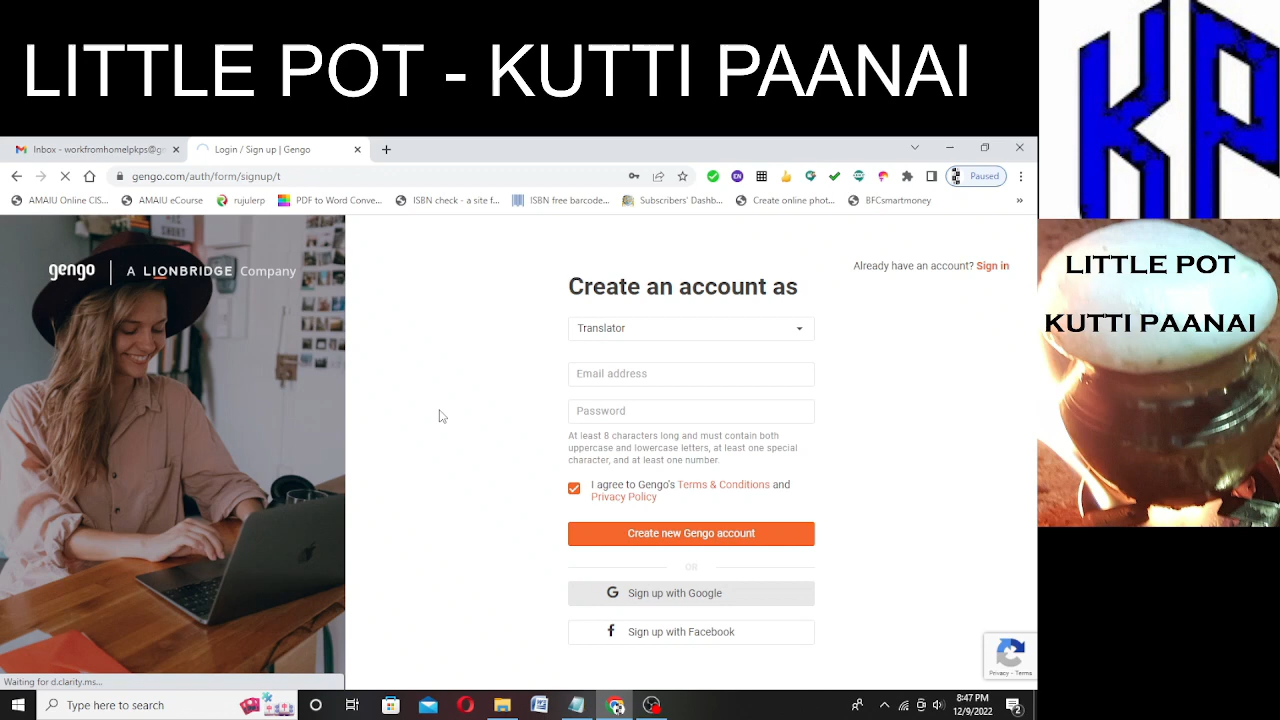 LITTLE POT - KUTTI PAANAI
KP
Inbox - workfromhomelpkps@g
Login / Sign up | Gengo
gengo.com/auth/form/signup/t
Paused
AMAIU Online CIS...
AMAIU eCourse
rujulerp
PDF to Word Conve...
ISBN check - a site f...
ISBN free barcode...
Subscribers' Dashb...
Create online phot...
BFCsmartmoney
»
gengo | A LIONBRIDGE Company
Already have an account? Sign in
Create an account as
Translator
Email address
Password
At least 8 characters long and must contain both
uppercase and lowercase letters, at least one special
character, and at least one number.
I agree to Gengo's Terms & Conditions and
Privacy Policy
Create new Gengo account
OR
Sign up with Google
Sign up with Facebook
Privacy - Terms
Waiting for d.clarity.ms...
LITTLE POT
KUTTI PAANAI
Type here to search
8:47 PM
12/9/2022
2